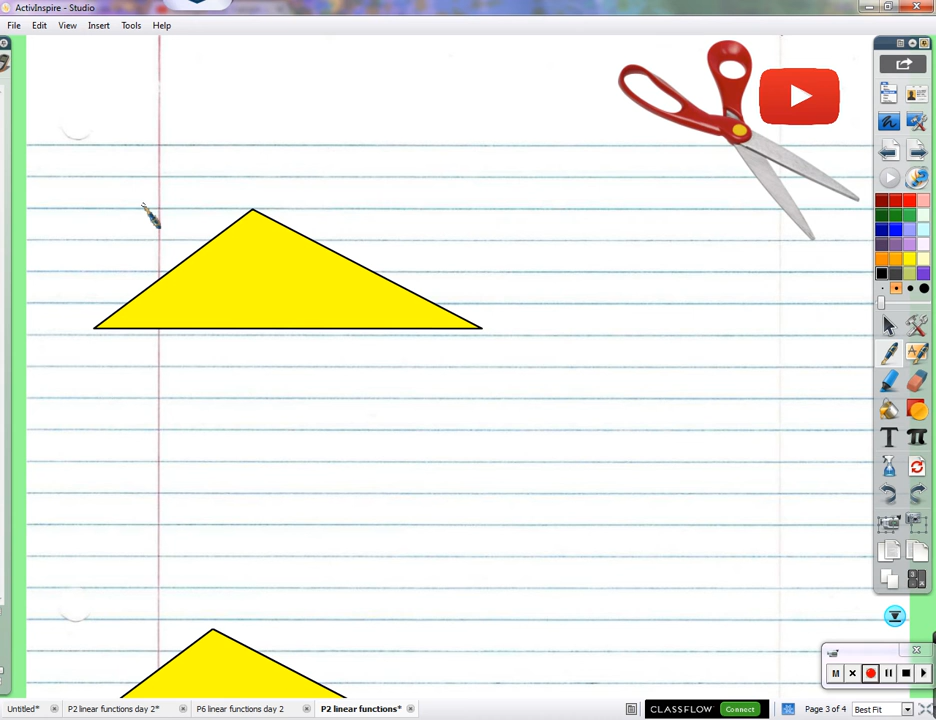 ActivInspire - Studio
File Edit View Insert Tools Help
T π
M
Untitled* P2 linear functions day 2* P6 linear functions day 2 P2 linear functions* CLASSFLOW Connect Page 3 of 4 Best Fit